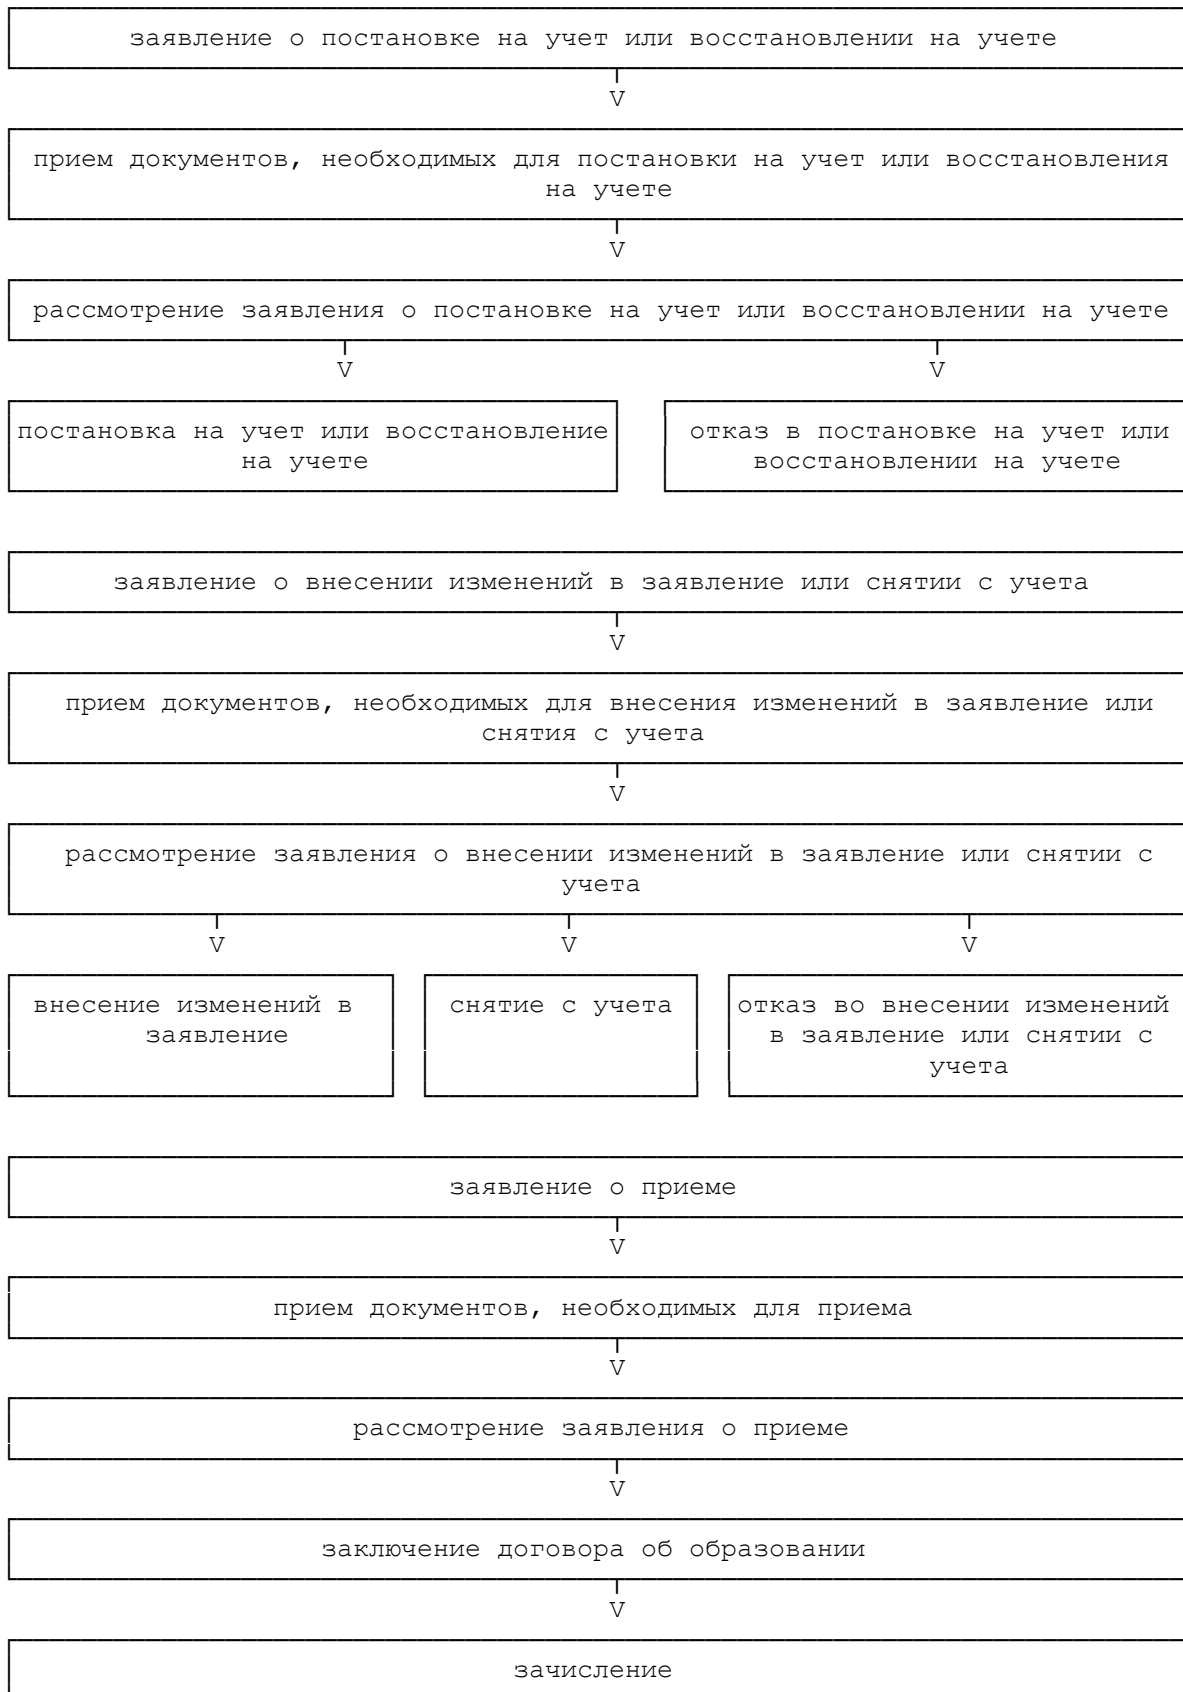 заявление о постановке на учет или восстановлении на учете
V
прием документов, необходимых для постановки на учет или восстановления
на учете
V
рассмотрение заявления о постановке на учет или восстановлении на учете
V V
постановка на учет или восстановление отказ в постановке на учет или
на учете восстановлении на учете
заявление о внесении изменений в заявление или снятии с учета
V
прием документов, необходимых для внесения изменений в заявление или
снятия с учета
V
рассмотрение заявления о внесении изменений в заявление или снятии с
учета
V V V
внесение изменений в снятие с учета отказ во внесении изменений
заявление в заявление или снятии с
учета
заявление о приеме
V
прием документов, необходимых для приема
V
рассмотрение заявления о приеме
V
заключение договора об образовании
V
зачисление